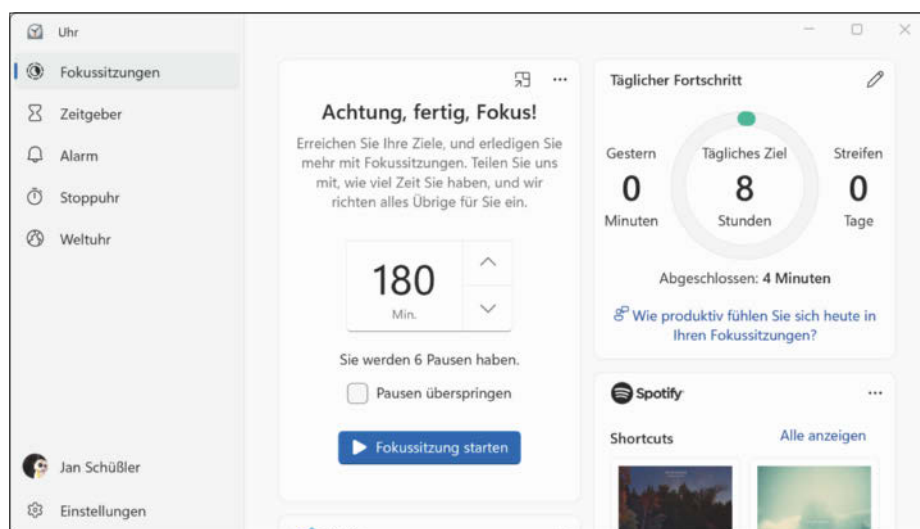 Uhr
Fokussitzungen
Zeitgeber
Alarm
Stoppuhr
Weltuhr
Jan Schüßler
Einstellungen
Achtung, fertig, Fokus!
Erreichen Sie Ihre Ziele, und erledigen Sie
mehr mit Fokussitzungen. Teilen Sie uns
mit, wie viel Zeit Sie haben, und wir
richten alles Übrige für Sie ein.
180
Min.
Sie werden 6 Pausen haben.
Pausen überspringen
Fokussitzung starten
Täglicher Fortschritt
Gestern
0
Minuten
Tägliches Ziel
8
Stunden
Streifen
0
Tage
Abgeschlossen: 4 Minuten
Wie produktiv fühlen Sie sich heute in
Ihren Fokussitzungen?
Spotify
Shortcuts
Alle anzeigen